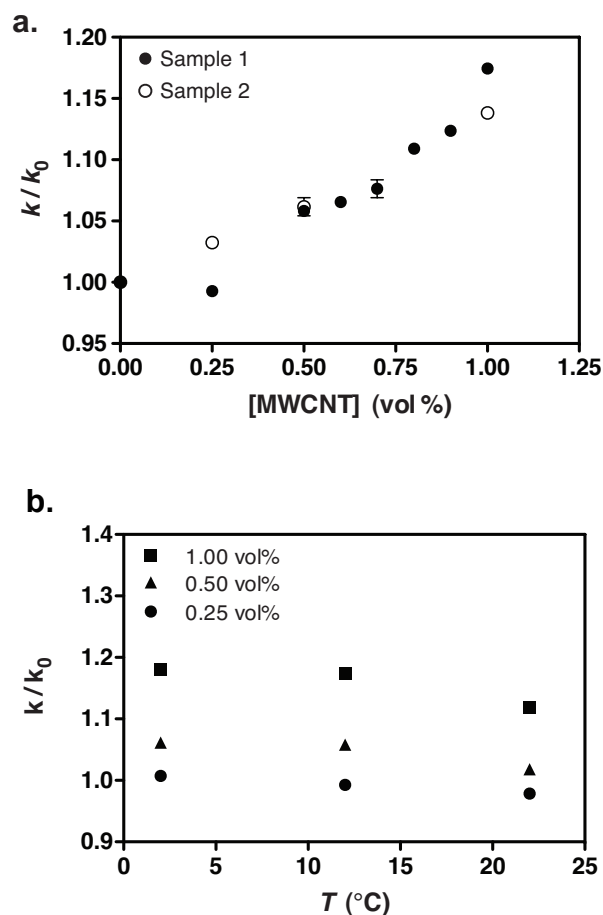 a.
1.20
1.15
1.10
1.05
1.00
0.95
k / k0
Sample 1
Sample 2
0.00 0.25 0.50 0.75 1.00 1.25
[MWCNT] (vol %)
b.
1.4
1.3
1.2
1.1
1.0
0.9
k / k0
1.00 vol%
0.50 vol%
0.25 vol%
0 5 10 15 20 25
T (°C)